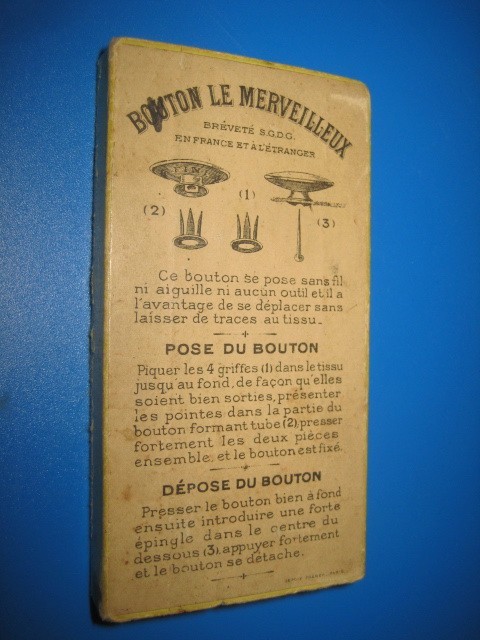 BOUTON LE MERVEILLEUX
BRÉVETÉ S.G.D.G.
EN FRANCE ET À L'ÉTRANGER
(1)
(2)
(3)
Ce bouton se pose sans fil
ni aiguille ni aucun outil et il a
l'avantage de se déplacer sans
laisser de traces au tissu.
POSE DU BOUTON
Piquer les 4 griffes (1) dans le tissu
jusqu'au fond, de façon qu'elles
soient bien sorties, présenter
les pointes dans la partie du
bouton formant tube (2), presser
fortement les deux pièces
ensemble, et le bouton est fixé.
DÉPOSE DU BOUTON
Presser le bouton bien à fond
ensuite introduire une forte
épingle dans le centre du
dessous (3), appuyer fortement
et le bouton se détache.